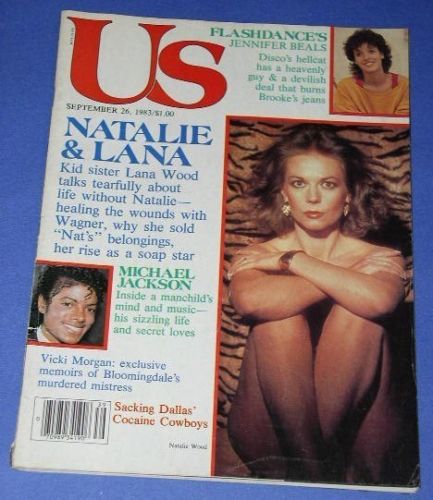 US
SEPTEMBER 26, 1983/$1.00
FLASHDANCE'S
JENNIFER BEALS
Disco's hellcat
has a heavenly
guy & a devilish
deal that burns
Brooke's jeans
NATALIE
& LANA
Kid sister Lana Wood
talks tearfully about
life without Natalie—
healing the wounds with
Wagner, why she sold
"Nat's" belongings,
her rise as a soap star
MICHAEL
JACKSON
Inside a manchild's
mind and music—
his sizzling life
and secret loves
Vicki Morgan: exclusive
memoirs of Bloomingdale's
murdered mistress
39
Sacking Dallas'
Cocaine Cowboys
Natalie Wood